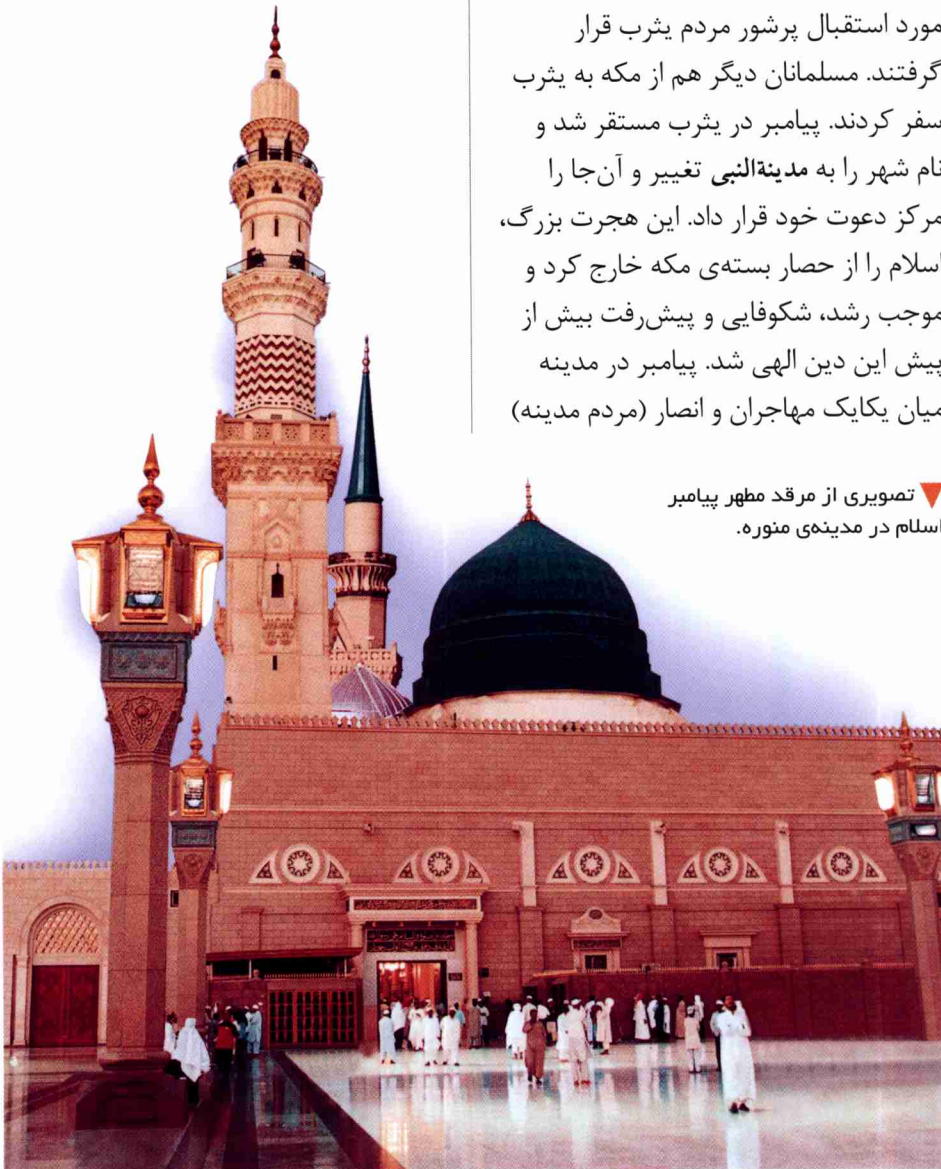 مورد استقبال پرشور مردم یثرب قرار
گرفتند. مسلمانان دیگر هم از مکه به یثرب
سفر کردند. پیامبر در یثرب مستقر شد و
نام شهر را به مدینةالنبی تغییر و آن‌جا را
مرکز دعوت خود قرار داد. این هجرت بزرگ،
اسلام را از حصار بسته‌ی مکه خارج کرد و
موجب رشد، شکوفایی و پیش‌رفت بیش از
پیش این دین الهی شد. پیامبر در مدینه
میان یکایک مهاجران و انصار (مردم مدینه)
تصویری از مرقد مطهر پیامبر
اسلام در مدینه‌ی منوره.